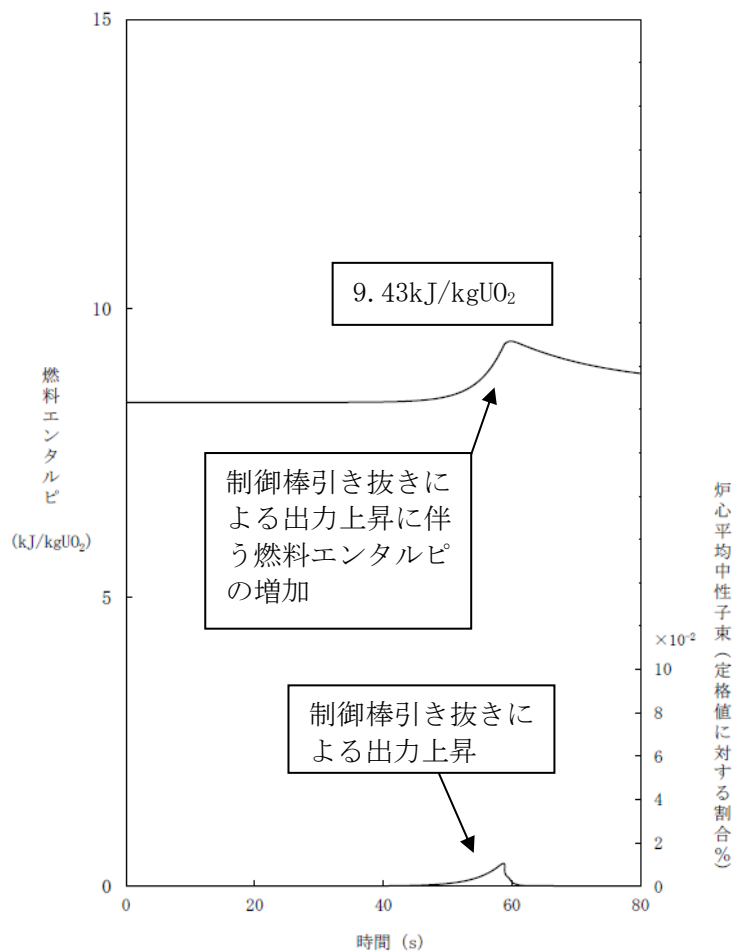 15
10
5
0
燃料エンタルピ
(kJ/kgUO₂)
9.43kJ/kgUO₂
制御棒引き抜きに
よる出力上昇に伴
う燃料エンタルピ
の増加
制御棒引き抜きに
よる出力上昇
×10⁻²
10
8
6
4
2
0
炉心平均中性子束(定格値に対する割合%)
0
20
40
60
80
時間 (s)